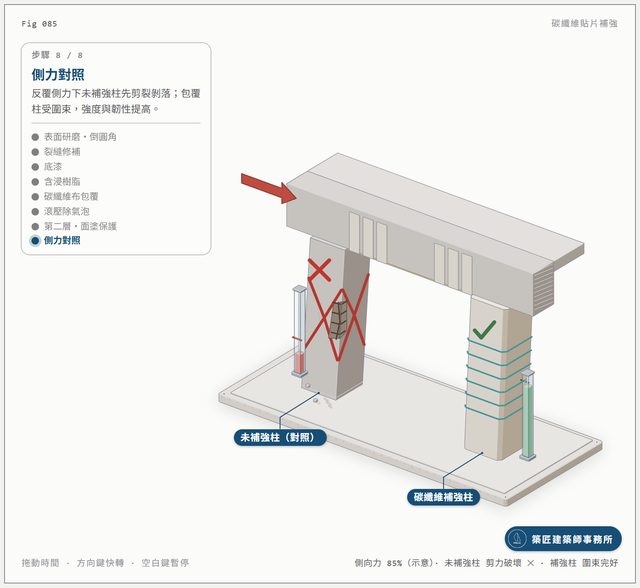 Fig 085
碳纖維貼片補強
步驟 8 / 8
側力對照
反覆側力下未補強柱先剪裂剝落；包覆
柱受圍束，強度與韌性提高。
表面研磨・倒圓角
裂縫修補
底漆
含浸樹脂
碳纖維布包覆
滾壓除氣泡
第二層・面塗保護
側力對照
未補強柱（對照）
碳纖維補強柱
築匠建築師事務所
拖動時間 · 方向鍵快轉 · 空白鍵暫停
側向力 85%（示意）· 未補強柱 剪力破壞 ✕ · 補強柱 圍束完好